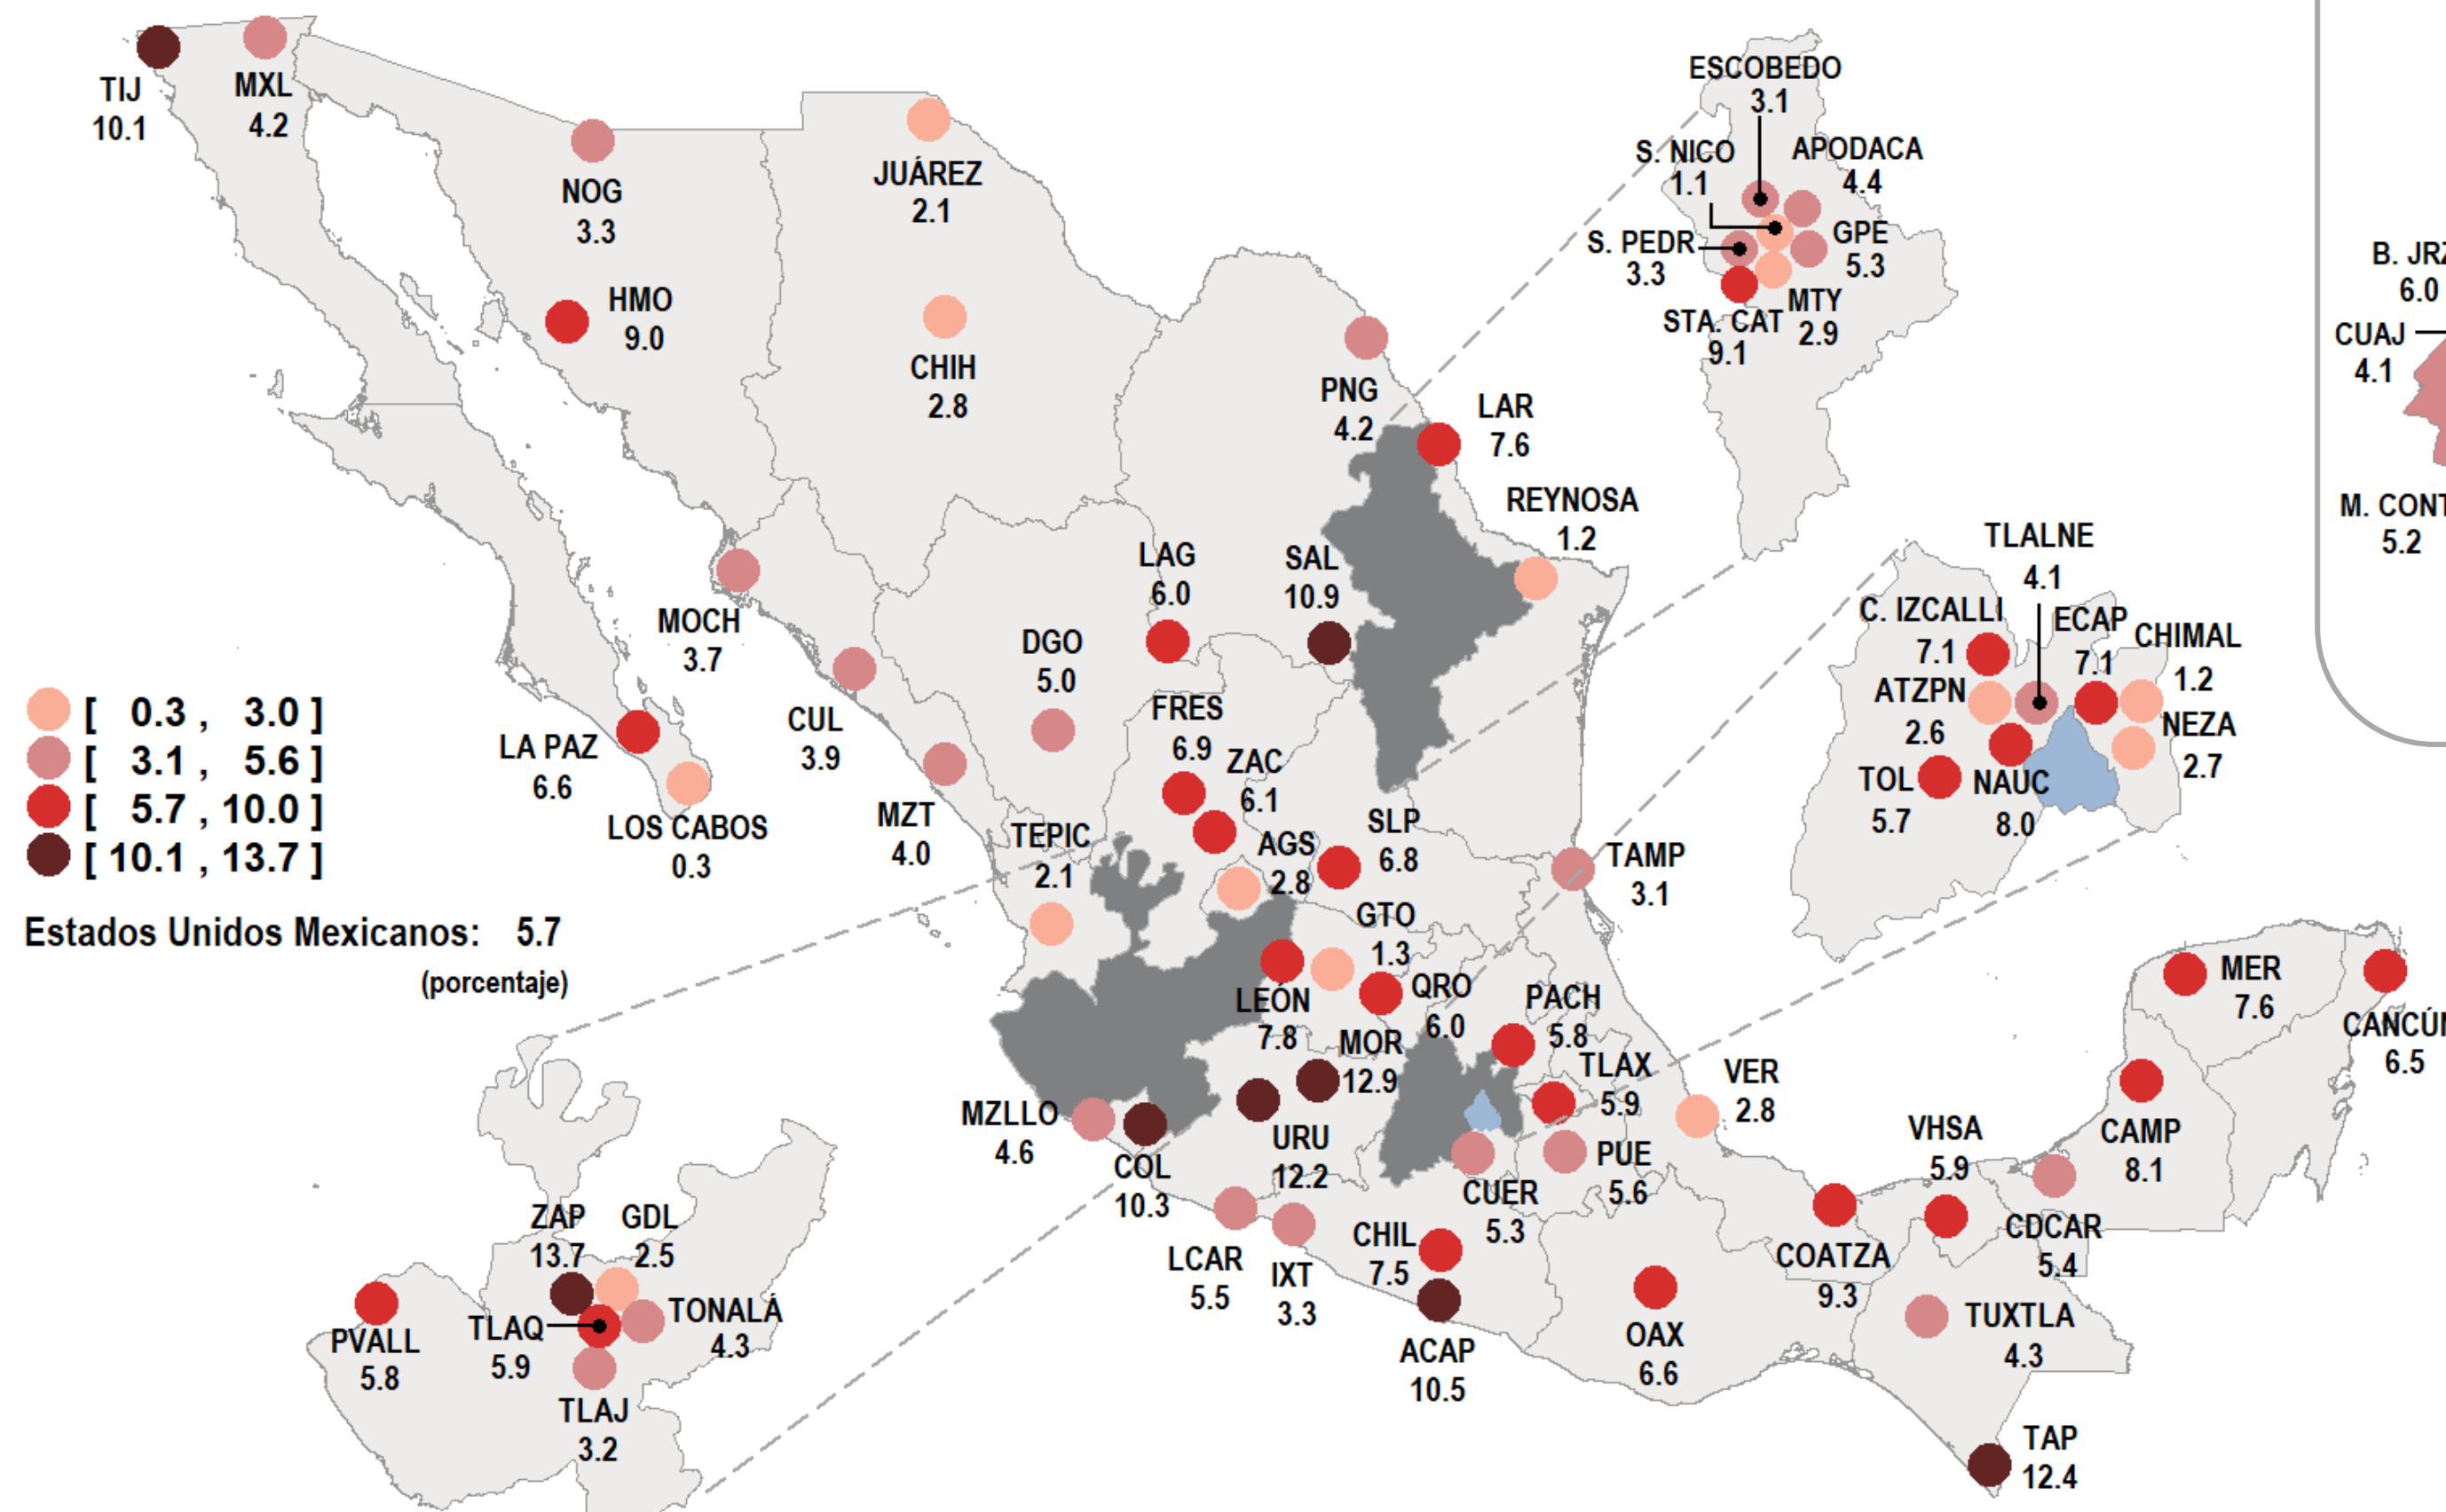 TIJ
10.1
MXL
4.2
NOG
3.3
HMO
9.0
JUÁREZ
2.1
CHIH
2.8
ESCOBEDO
3.1
S. NICO
1.1
APODACA
4.4
S. PEDR
3.3
GPE
5.3
STA. CAT
9.1
MTY
2.9
B. JRZ
6.0
CUAJ
4.1
M. CONT
5.2
PNG
4.2
LAR
7.6
REYNOSA
1.2
LAG
6.0
SAL
10.9
MOCH
3.7
DGO
5.0
CUL
3.9
LA PAZ
6.6
LOS CABOS
0.3
MZT
4.0
FRES
6.9
ZAC
6.1
TEPIC
2.1
AGS
2.8
SLP
6.8
TAMP
3.1
TLALNE
4.1
C. IZCALLI
7.1
ECAP
7.1
CHIMAL
1.2
ATZPN
2.6
NEZA
2.7
TOL
5.7
NAUC
8.0
[ 0.3 , 3.0 ]
[ 3.1 , 5.6 ]
[ 5.7 , 10.0 ]
[ 10.1 , 13.7 ]
Estados Unidos Mexicanos: 5.7
(porcentaje)
GTO
1.3
LEÓN
7.8
QRO
6.0
PACH
5.8
MOR
12.9
TLAX
5.9
VER
2.8
MER
7.6
CANCÚN
6.5
MZLLO
4.6
COL
10.3
URU
12.2
CUER
5.3
PUE
5.6
VHSA
5.9
CAMP
8.1
LCAR
5.5
IXT
3.3
CHIL
7.5
ACAP
10.5
OAX
6.6
COATZA
9.3
CDCAR
5.4
TUXTLA
4.3
TAP
12.4
ZAP
13.7
GDL
2.5
PVALL
5.8
TLAQ
5.9
TONALÁ
4.3
TLAJ
3.2